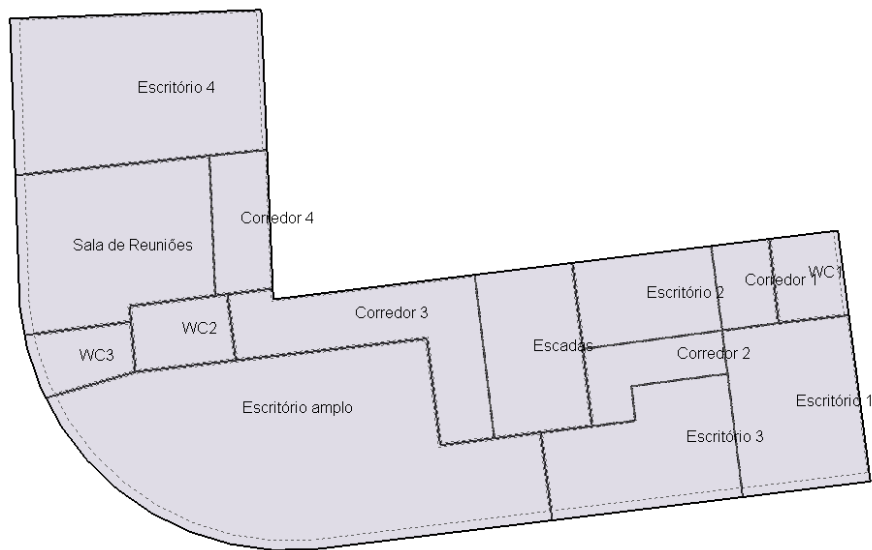 Escritório 4
Corredor 4
Sala de Reuniões
WC1
Corredor 1
Escritório 2
Corredor 3
WC2
Escadas
Corredor 2
WC3
Escritório 1
Escritório amplo
Escritório 3